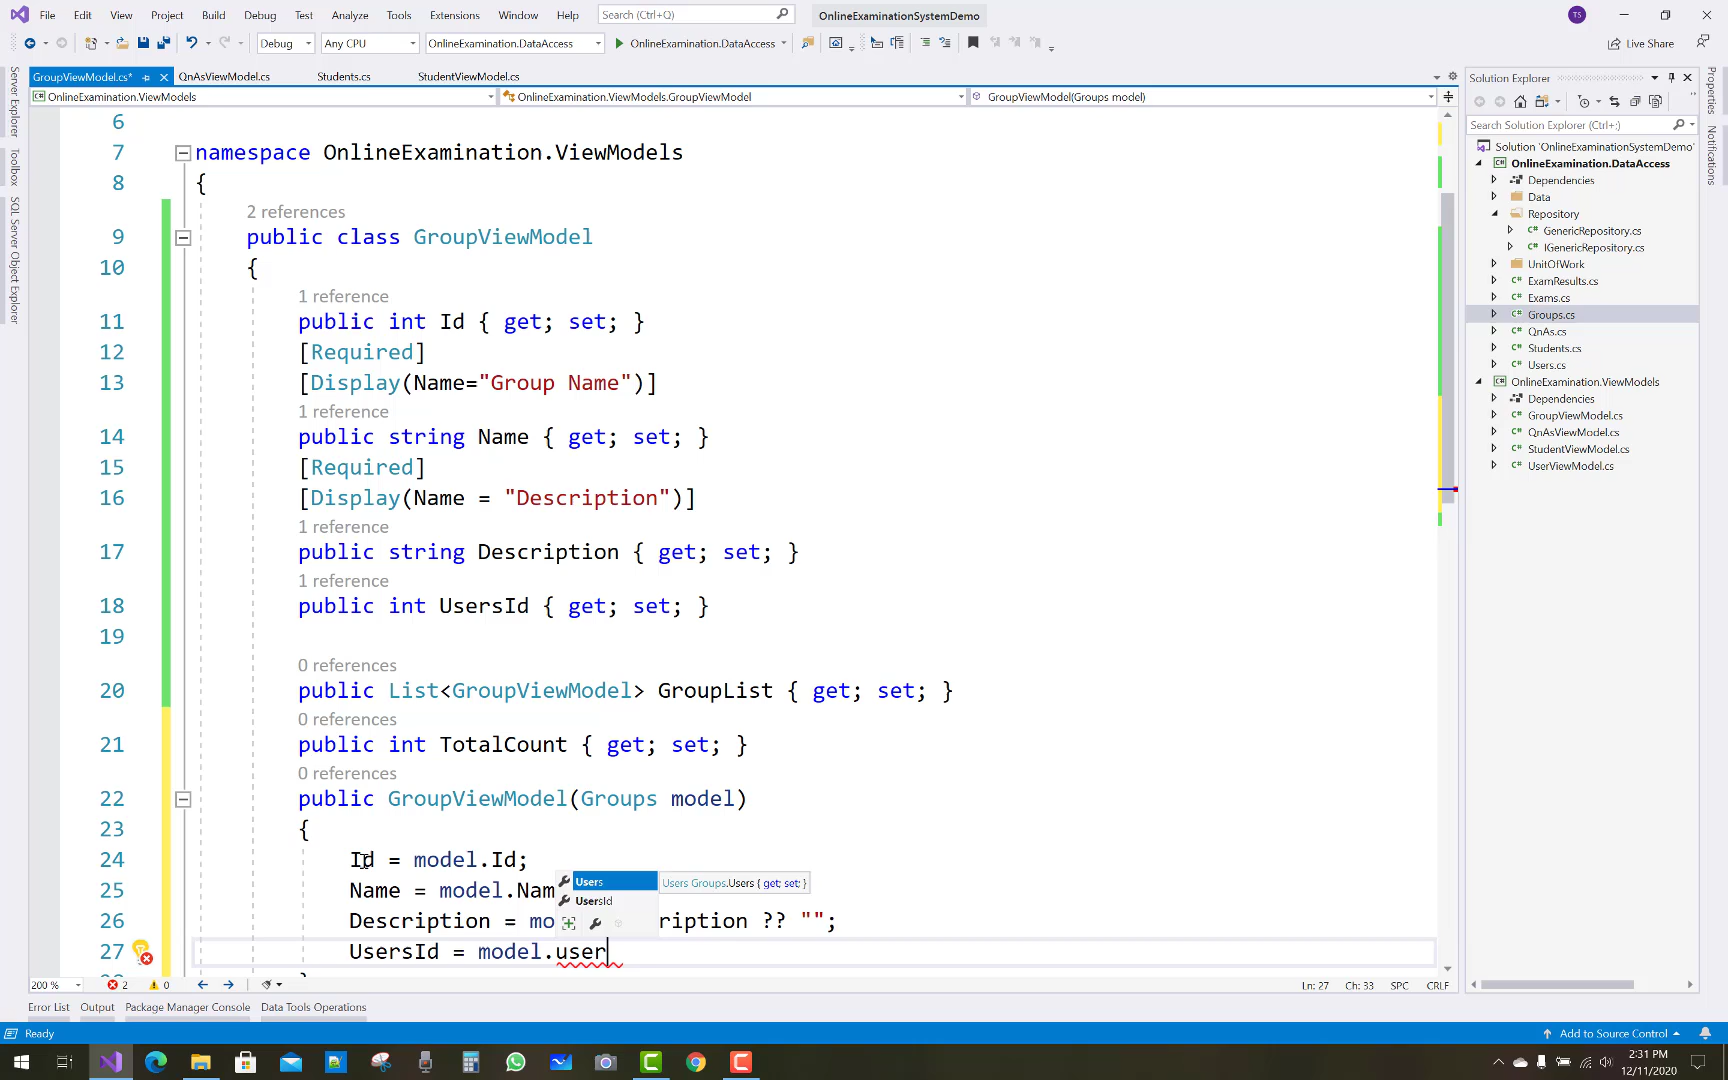 File Edit View Project Build Debug Test Analyze Tools Extensions Window Help Search (Ctrl+Q) OnlineExaminationSystemDemo TS
Debug Any CPU OnlineExamination.DataAccess OnlineExamination.DataAccess Live Share
GroupViewModel.cs* QnAsViewModel.cs Students.cs StudentViewModel.cs
OnlineExamination.ViewModels OnlineExamination.ViewModels.GroupViewModel GroupViewModel(Groups model)
6
7 namespace OnlineExamination.ViewModels
8 {
2 references
9 public class GroupViewModel
10 {
1 reference
11 public int Id { get; set; }
12 [Required]
13 [Display(Name="Group Name")]
1 reference
14 public string Name { get; set; }
15 [Required]
16 [Display(Name = "Description")]
1 reference
17 public string Description { get; set; }
1 reference
18 public int UsersId { get; set; }
19
0 references
20 public List<GroupViewModel> GroupList { get; set; }
0 references
21 public int TotalCount { get; set; }
0 references
22 public GroupViewModel(Groups model)
23 {
24 Id = model.Id;
25 Name = model.Nam
26 Description = mo ription ?? "";
27 UsersId = model.user
Users Users Groups.Users { get; set; }
UsersId
200 % 2 0 Ln: 27 Ch: 33 SPC CRLF
Error List Output Package Manager Console Data Tools Operations
Ready Add to Source Control
Server Explorer
Toolbox
SQL Server Object Explorer
Solution Explorer
Search Solution Explorer (Ctrl+;)
Solution 'OnlineExaminationSystemDemo'
OnlineExamination.DataAccess
Dependencies
Data
Repository
GenericRepository.cs
IGenericRepository.cs
UnitOfWork
ExamResults.cs
Exams.cs
Groups.cs
QnAs.cs
Students.cs
Users.cs
OnlineExamination.ViewModels
Dependencies
GroupViewModel.cs
QnAsViewModel.cs
StudentViewModel.cs
UserViewModel.cs
Properties
Notifications
2:31 PM
12/11/2020